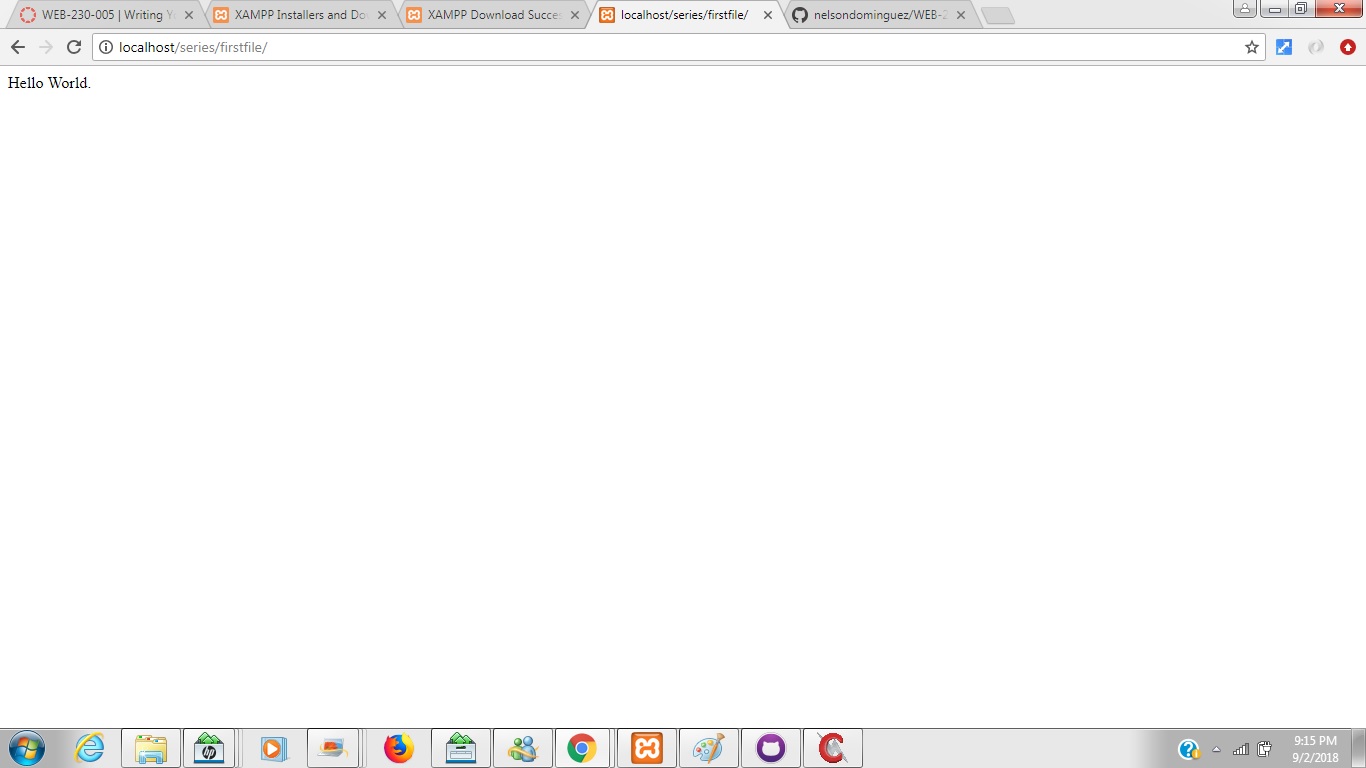 WEB-230-005 | Writing Y
XAMPP Installers and Do
XAMPP Download Succe
localhost/series/firstfile/
nelsondominguez/WEB-2
localhost/series/firstfile/
Hello World.
hp
9:15 PM
9/2/2018